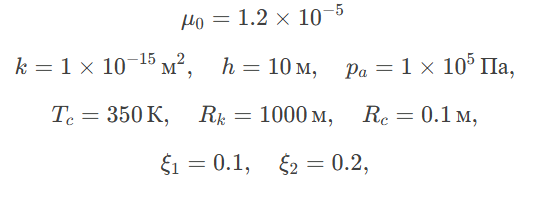 μ₀ = 1.2 × 10⁻⁵
k = 1 × 10⁻¹⁵ м², h = 10 м, pₐ = 1 × 10⁵ Па,
T_c = 350 К, R_k = 1000 м, R_c = 0.1 м,
ξ₁ = 0.1, ξ₂ = 0.2,